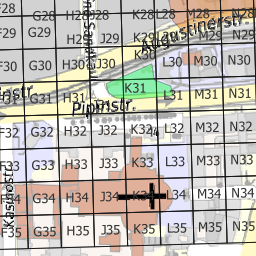 F28 G28 H28 J28 K28 L28 M28 N28
G29 H29 J29 K29 L29 M29 N29
Augustinerstr.
F30 G30 H30 J30 L30 M30 N30
K31
G31 H31 L31 M31 N31
Pipinstr.
F32 G32 H32 J32 K32 L32 M32 N32
F33 G33 H33 J33 K33 L33 M33 N33
G34 H34 J34 L34 M34 N34
Kasinostr.
G35 H35 J35 K35 L35 M35 N35